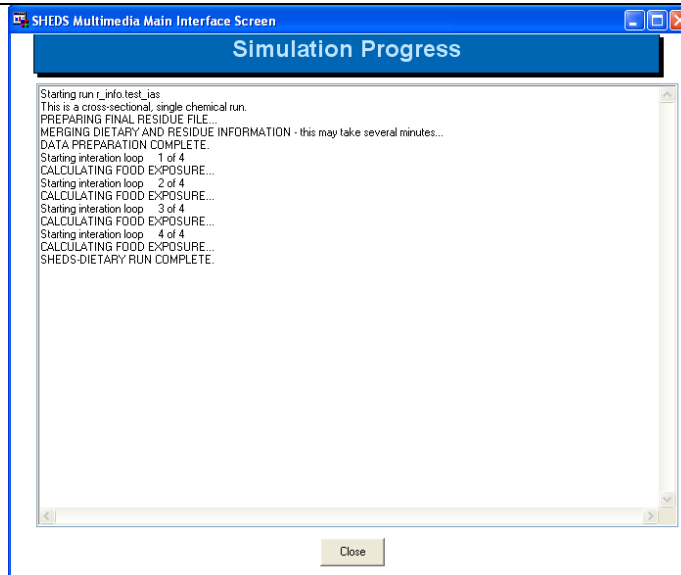 SHEDS Multimedia Main Interface Screen
Simulation Progress
Starting run r_info.test_ias
This is a cross-sectional, single chemical run.
PREPARING FINAL RESIDUE FILE...
MERGING DIETARY AND RESIDUE INFORMATION - this may take several minutes...
DATA PREPARATION COMPLETE.
Starting interation loop 1 of 4
CALCULATING FOOD EXPOSURE...
Starting interation loop 2 of 4
CALCULATING FOOD EXPOSURE...
Starting interation loop 3 of 4
CALCULATING FOOD EXPOSURE...
Starting interation loop 4 of 4
CALCULATING FOOD EXPOSURE...
SHEDS-DIETARY RUN COMPLETE.
Close